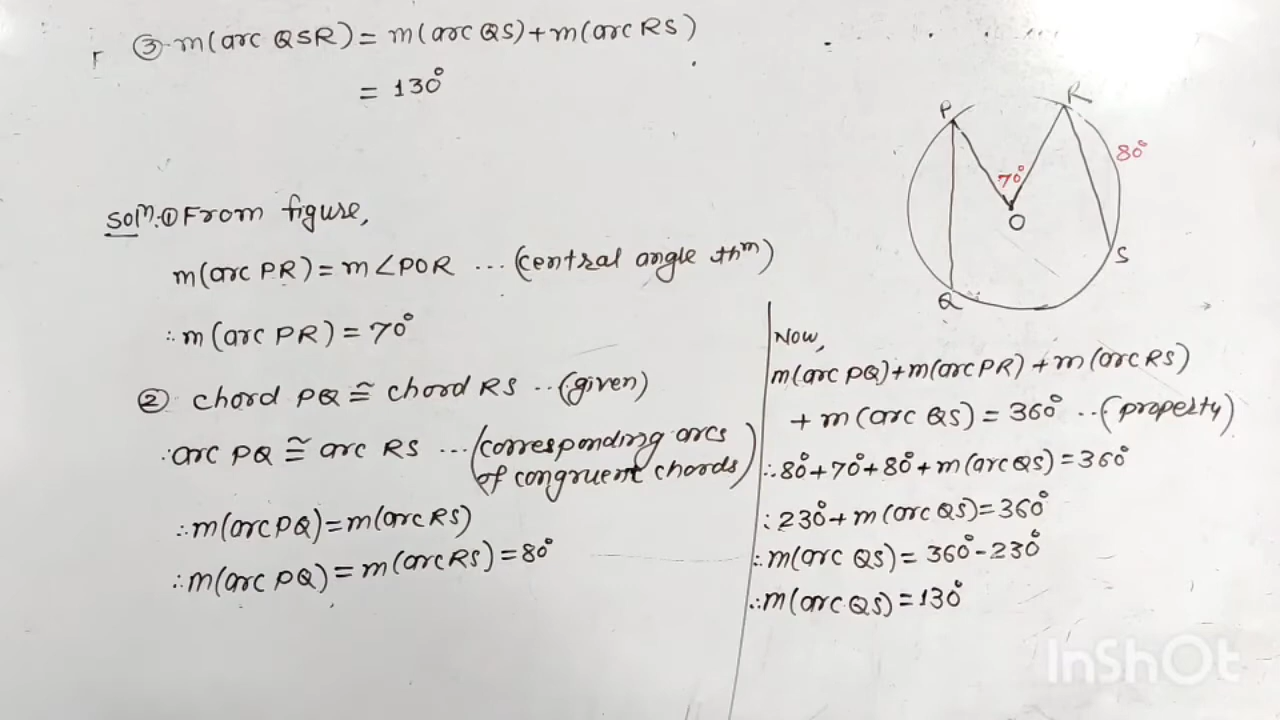 ③ m(arc QSR) = m(arc QS) + m(arc RS)
= 130°
P
R
80°
70°
O
S
Q
Solⁿ: ① From figure,
m(arc PR) = m∠POR ... (central angle thᵐ)
∴ m(arc PR) = 70°
② chord PQ ≅ chord RS ... (given)
∴ arc PQ ≅ arc RS ... (corresponding arcs
of congruent chords)
∴ m(arc PQ) = m(arc RS)
∴ m(arc PQ) = m(arc RS) = 80°
Now,
m(arc PQ) + m(arc PR) + m(arc RS)
+ m(arc QS) = 360° ... (property)
∴ 80° + 70° + 80° + m(arc QS) = 360°
∴ 230° + m(arc QS) = 360°
∴ m(arc QS) = 360° - 230°
∴ m(arc QS) = 130°
InShOt